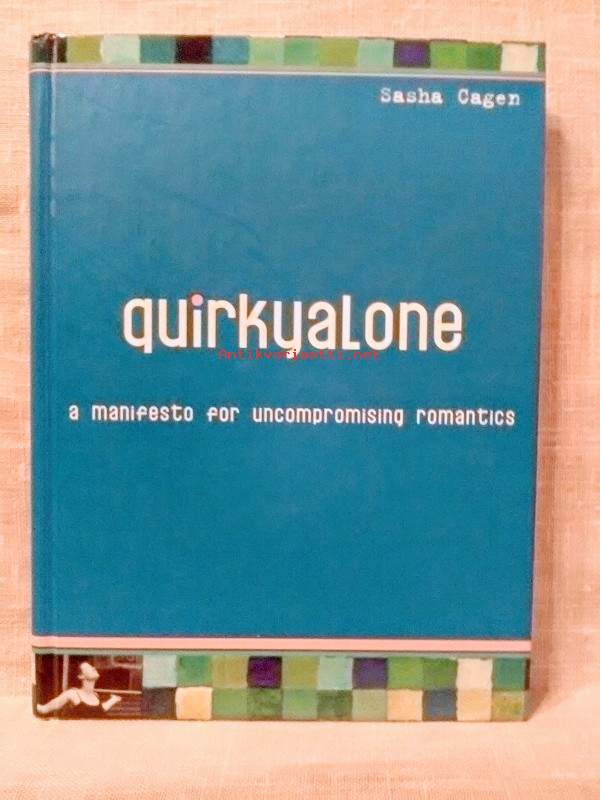 Sasha Cagen
quirkyalone
Antikvariaatti.net
a manifesto for uncompromising romantics